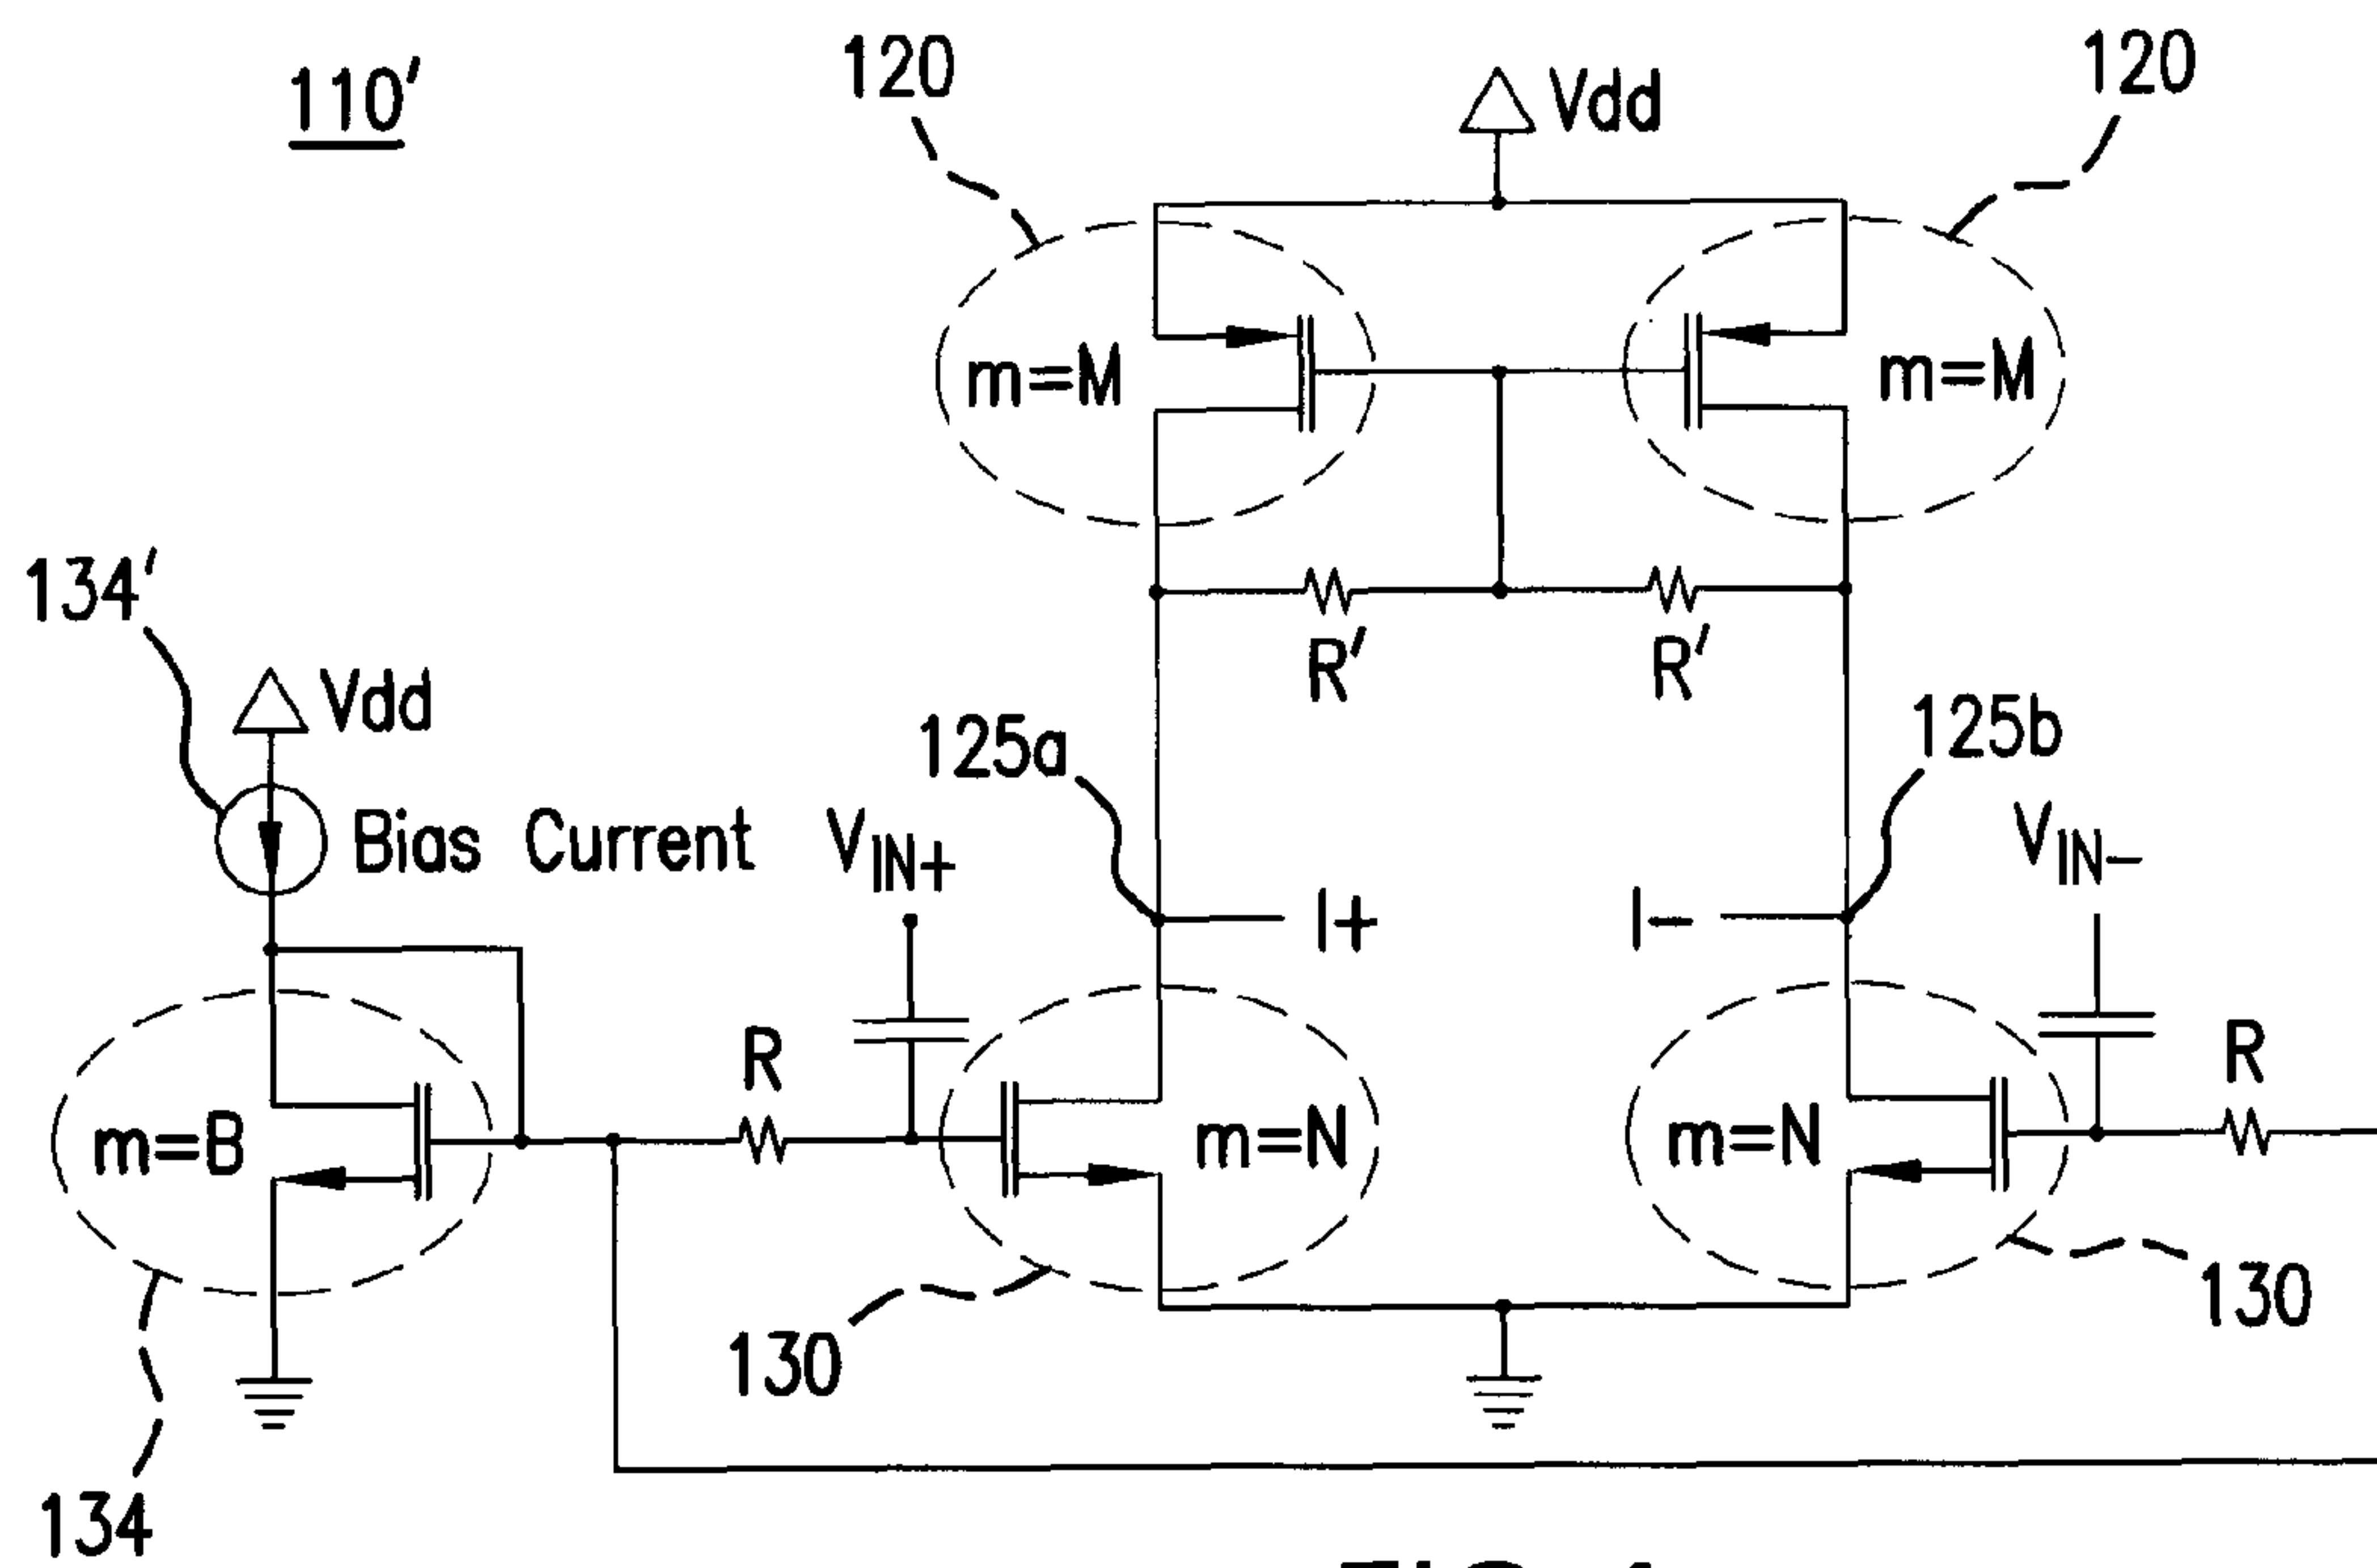 110'
120
120
Vdd
m=M
m=M
134'
R'
R'
Vdd
125a
125b
Bias Current
VIN+
VIN-
I+
I-
R
R
m=B
m=N
m=N
130
130
134